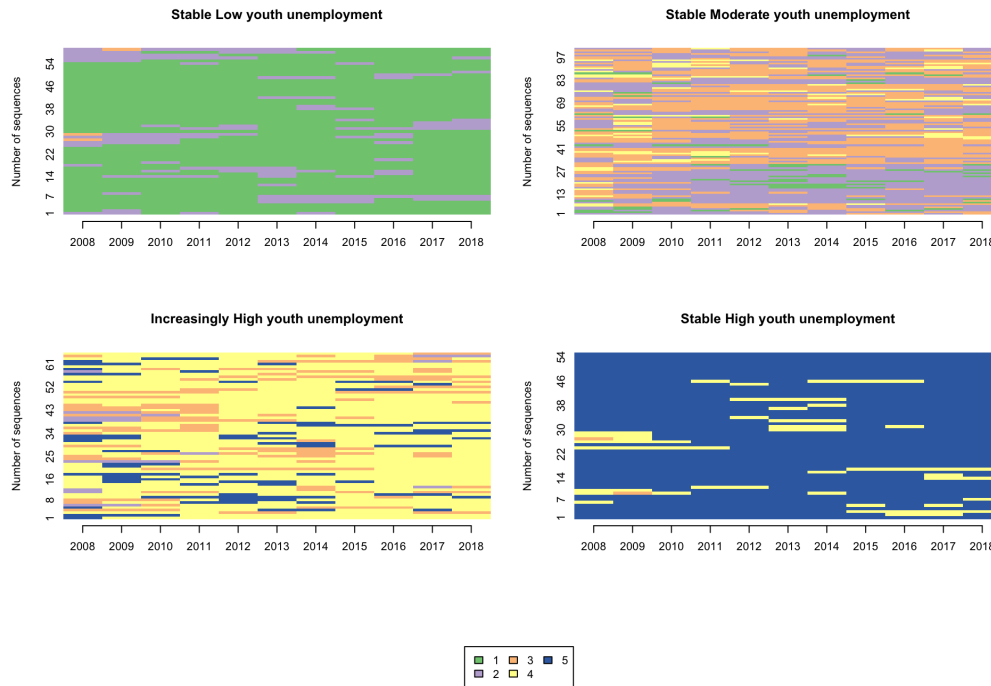 Stable Low youth unemployment
Number of sequences
1 7 14 22 30 38 46 54
2008 2009 2010 2011 2012 2013 2014 2015 2016 2017 2018
Stable Moderate youth unemployment
Number of sequences
1 13 27 41 55 69 83 97
2008 2009 2010 2011 2012 2013 2014 2015 2016 2017 2018
Increasingly High youth unemployment
Number of sequences
1 8 16 25 34 43 52 61
2008 2009 2010 2011 2012 2013 2014 2015 2016 2017 2018
Stable High youth unemployment
Number of sequences
1 7 14 22 30 38 46 54
2008 2009 2010 2011 2012 2013 2014 2015 2016 2017 2018
1 3 5
2 4